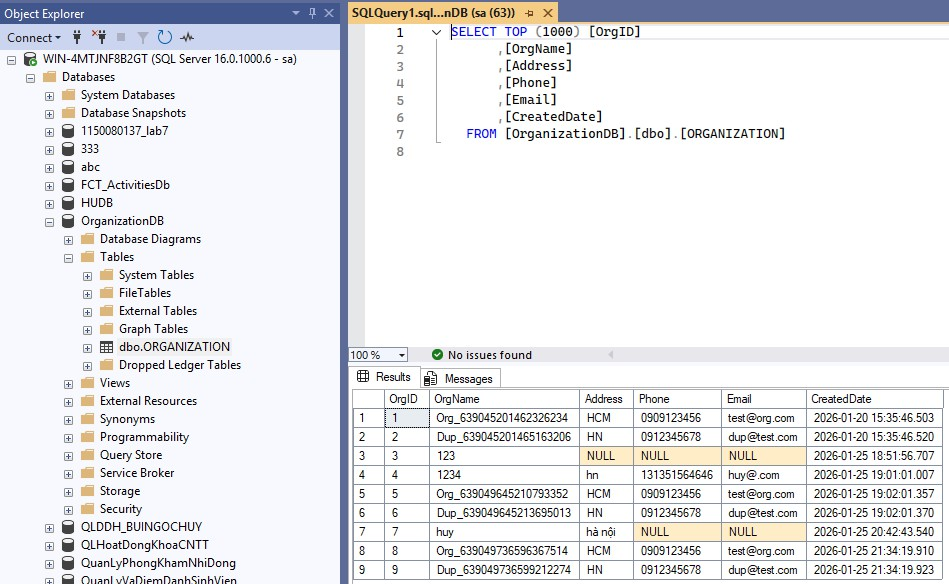 Object Explorer
Connect
WIN-4MTJNF8B2GT (SQL Server 16.0.1000.6 - sa)
Databases
System Databases
Database Snapshots
1150080137_lab7
333
abc
FCT_ActivitiesDb
HUDB
OrganizationDB
Database Diagrams
Tables
System Tables
FileTables
External Tables
Graph Tables
dbo.ORGANIZATION
Dropped Ledger Tables
Views
External Resources
Synonyms
Programmability
Query Store
Service Broker
Storage
Security
QLDDH_BUINGOCHUY
QLHoatDongKhoaCNTT
QuanLyPhongKhamNhiDong
QuanLyVaDiemDanhSinhVien
SQLQuery1.sql...nDB (sa (63))
1 SELECT TOP (1000) [OrgID]
2 ,[OrgName]
3 ,[Address]
4 ,[Phone]
5 ,[Email]
6 ,[CreatedDate]
7 FROM [OrganizationDB].[dbo].[ORGANIZATION]
8
100 % No issues found
Results Messages
OrgID OrgName Address Phone Email CreatedDate
1 1 Org_639045201462326234 HCM 0909123456 test@org.com 2026-01-20 15:35:46.503
2 2 Dup_639045201465163206 HN 0912345678 dup@test.com 2026-01-20 15:35:46.520
3 3 123 NULL NULL NULL 2026-01-25 18:51:56.707
4 4 1234 hn 131351564646 huy@.com 2026-01-25 19:01:01.007
5 5 Org_639049645210793352 HCM 0909123456 test@org.com 2026-01-25 19:02:01.357
6 6 Dup_639049645213695013 HN 0912345678 dup@test.com 2026-01-25 19:02:01.370
7 7 huy hà nội NULL NULL 2026-01-25 20:42:43.540
8 8 Org_639049736596367514 HCM 0909123456 test@org.com 2026-01-25 21:34:19.910
9 9 Dup_639049736599212274 HN 0912345678 dup@test.com 2026-01-25 21:34:19.923